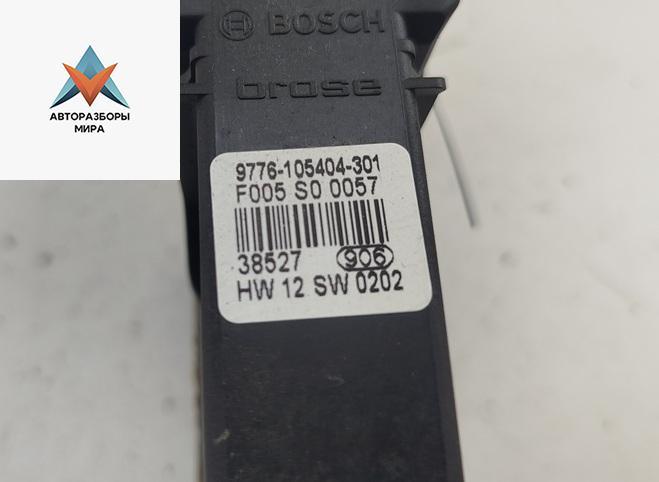 BOSCH
brose
АВТОРАЗБОРЫ
МИРА
9776-105404-301
F005 S0 0057
38527 906
HW 12 SW 0202